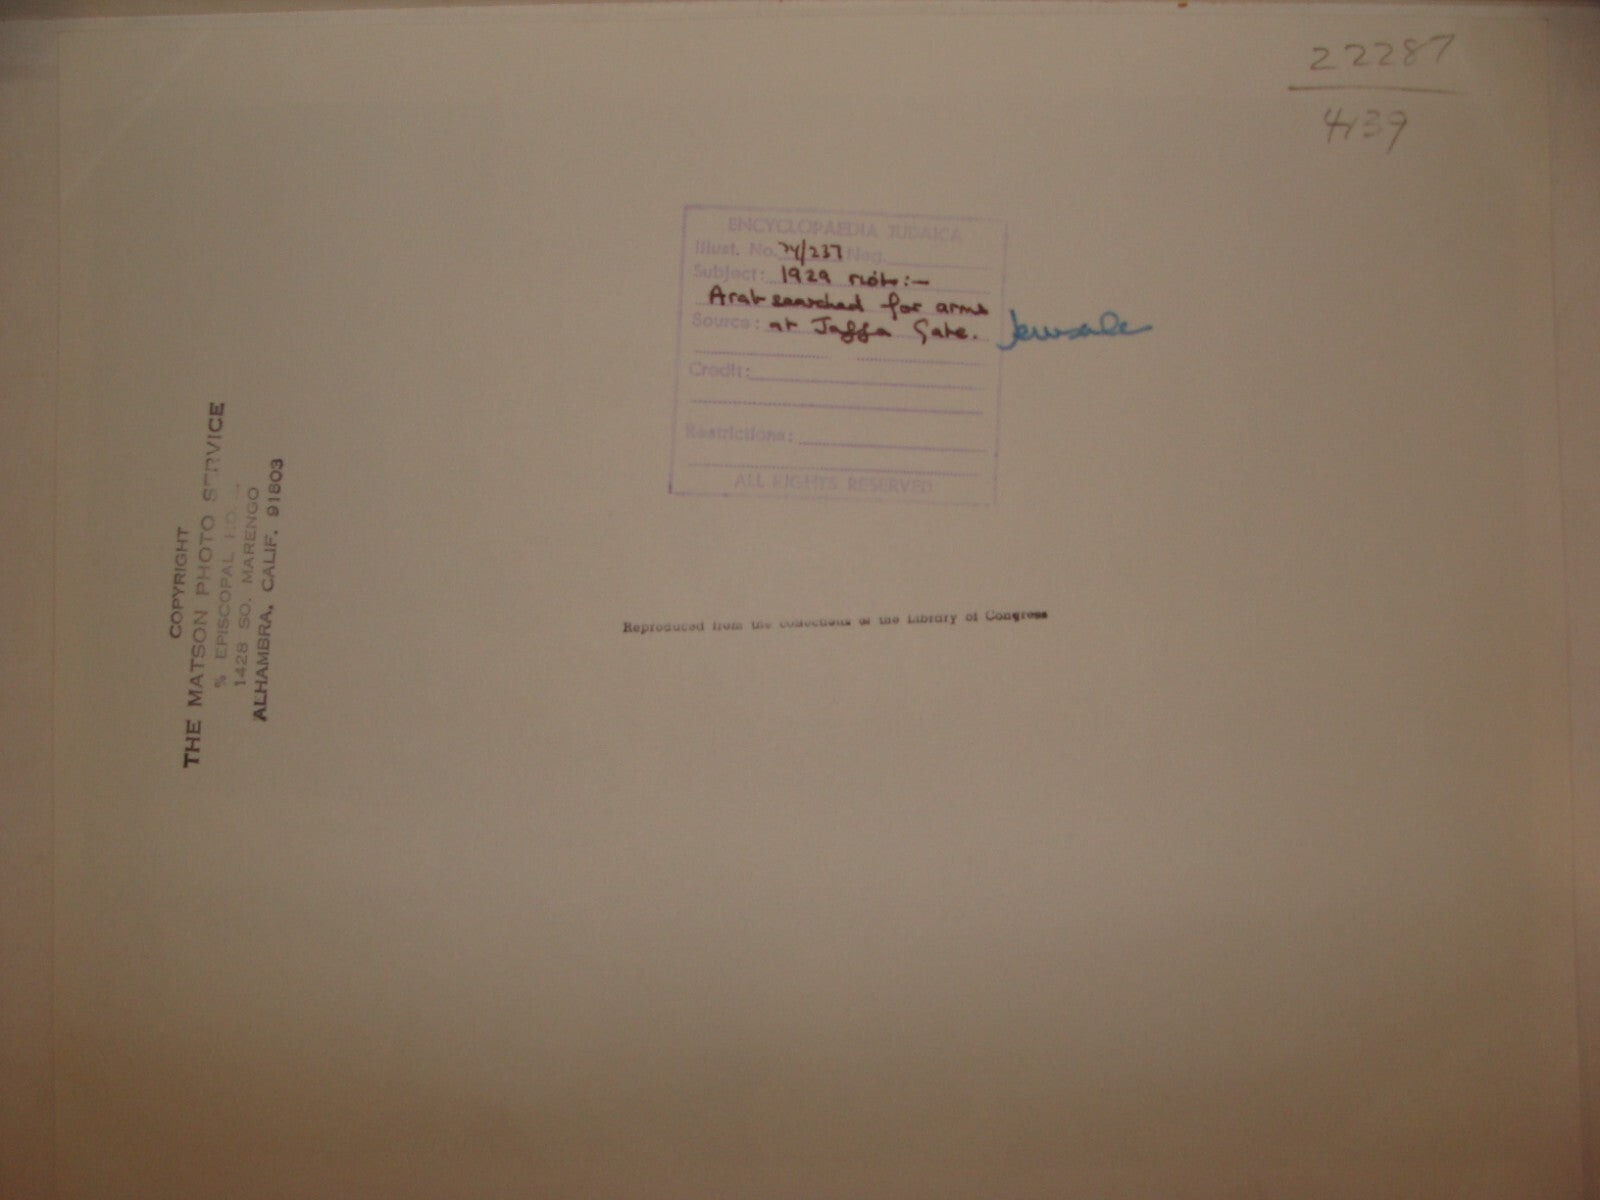 22287
4139
ENCYCLOPAEDIA JUDAICA
Illust. No. 74/237 Neg.
Subject: 1929 riots:-
Arab searched for arms
Source: at Jaffa Gate.
Credit:
Restrictions:
ALL RIGHTS RESERVED
COPYRIGHT
THE MATSON PHOTO SERVICE
% EPISCOPAL
1428 SO. MARENGO
ALHAMBRA, CALIF. 91803
Reproduced from the collections of the Library of Congress